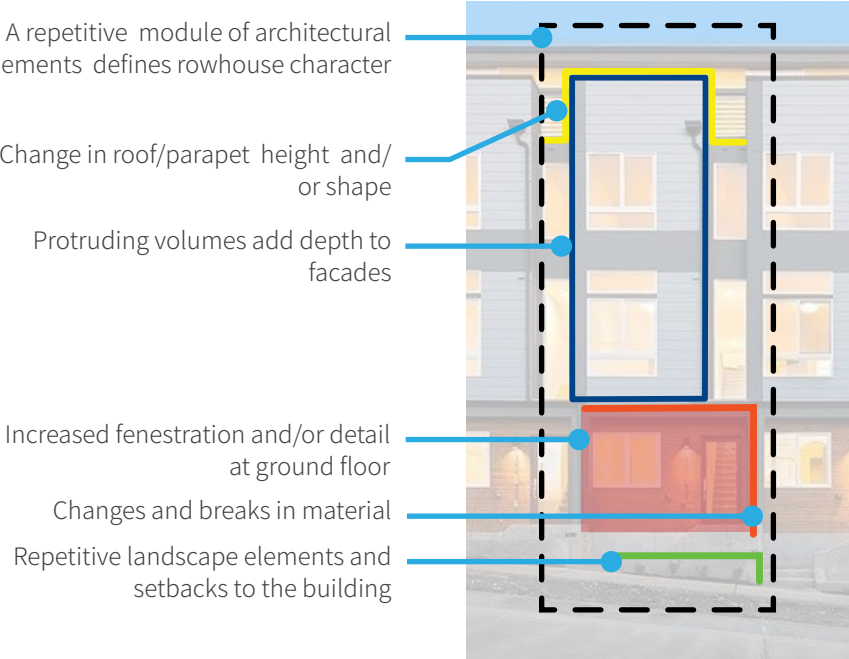 A repetitive module of architectural
ements defines rowhouse character
Change in roof/parapet height and/
or shape
Protruding volumes add depth to
facades
Increased fenestration and/or detail
at ground floor
Changes and breaks in material
Repetitive landscape elements and
setbacks to the building